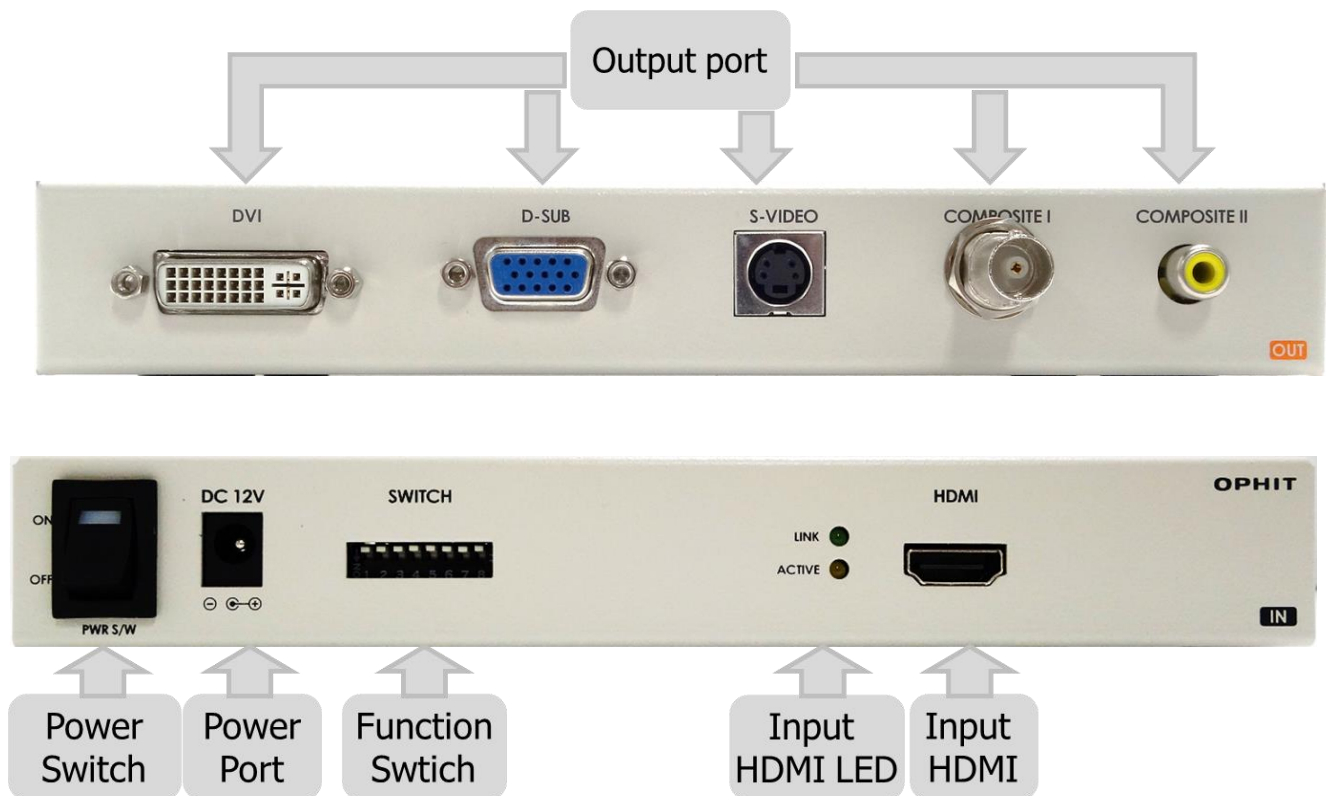 Output port
DVI
D-SUB
S-VIDEO
COMPOSITE I
COMPOSITE II
OUT
OPHIT
DC 12V
SWITCH
HDMI
ON
LINK
ACTIVE
OFF
IN
PWR S/W
ON
1 2 3 4 5 6 7 8
Power
Switch
Power
Port
Function
Swtich
Input
HDMI LED
Input
HDMI